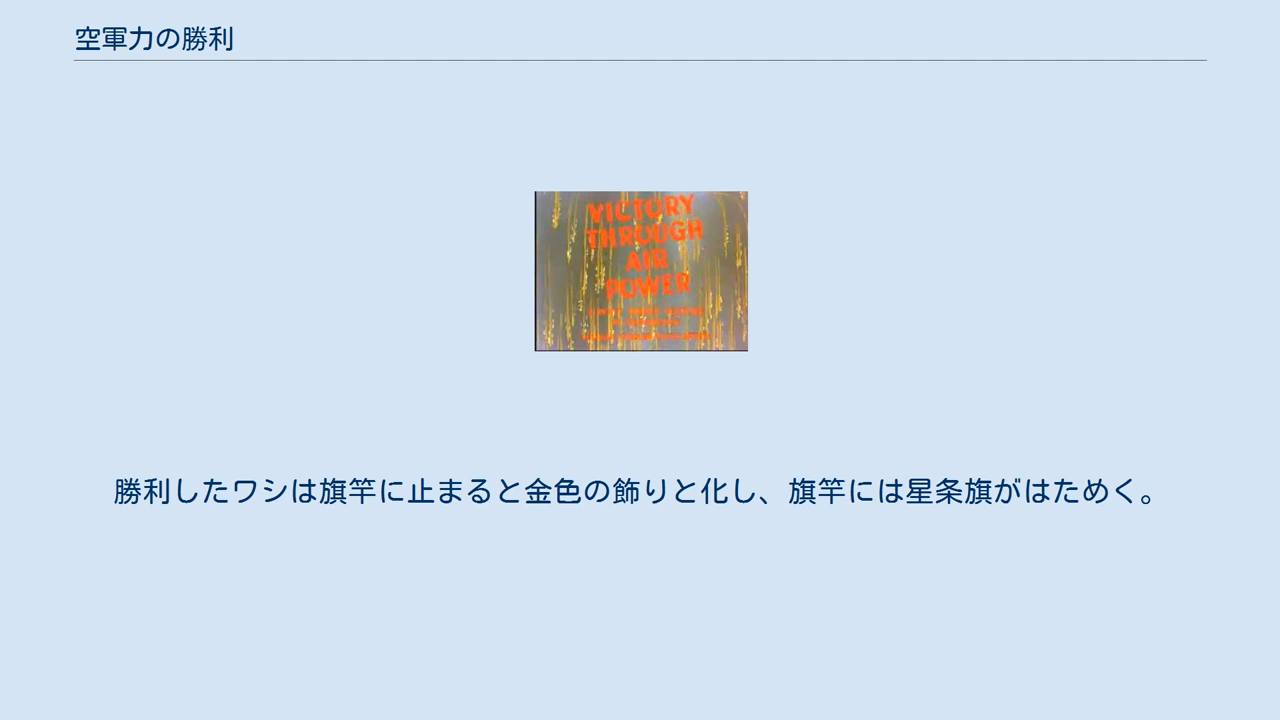 空軍力の勝利
VICTORY
THROUGH
AIR
POWER
勝利したワシは旗竿に止まると金色の飾りと化し、旗竿には星条旗がはためく。